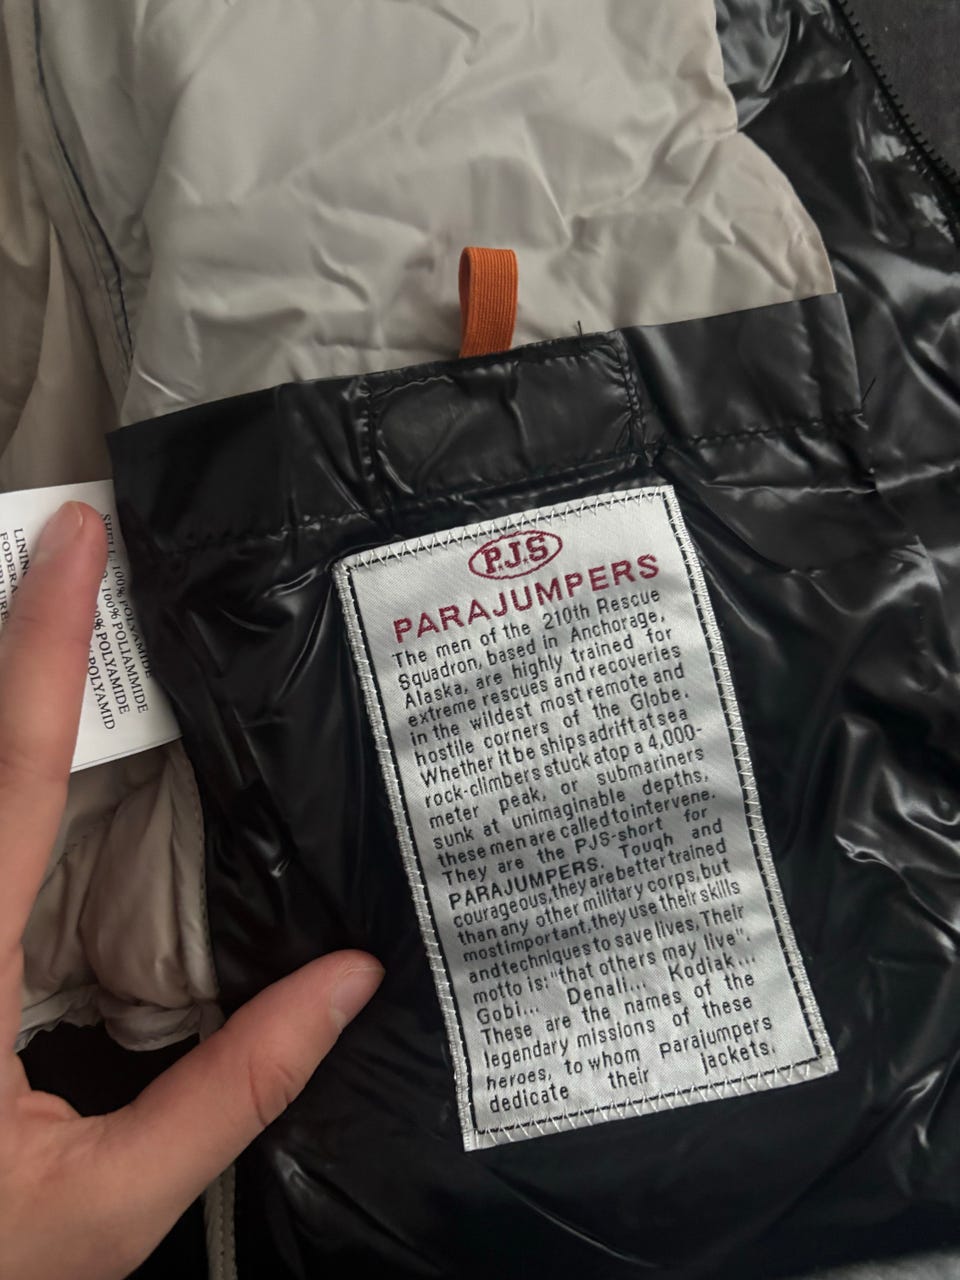 P.J.S
PARAJUMPERS
The men of the 210th Rescue
Squadron, based in Anchorage,
Alaska, are highly trained for
extreme rescues and recoveries
in the wildest most remote and
hostile corners of the Globe.
Whether it be ships adrift at sea
rock-climbers stuck atop a 4,000-
meter peak, or submariners
sunk at unimaginable depths,
these men are called to intervene.
They are the PJS-short for
PARAJUMPERS. Tough and
courageous, they are better trained
than any other military corps, but
most important, they use their skills
and techniques to save lives. Their
motto is: "that others may live".
Gobi... Denali... Kodiak...
These are the names of the
legendary missions of these
heroes, to whom Parajumpers
dedicate their jackets.
SHELL: 100% POLYAMIDE
100% POLIAMMIDE
POLYAMIDE
POLYAMID